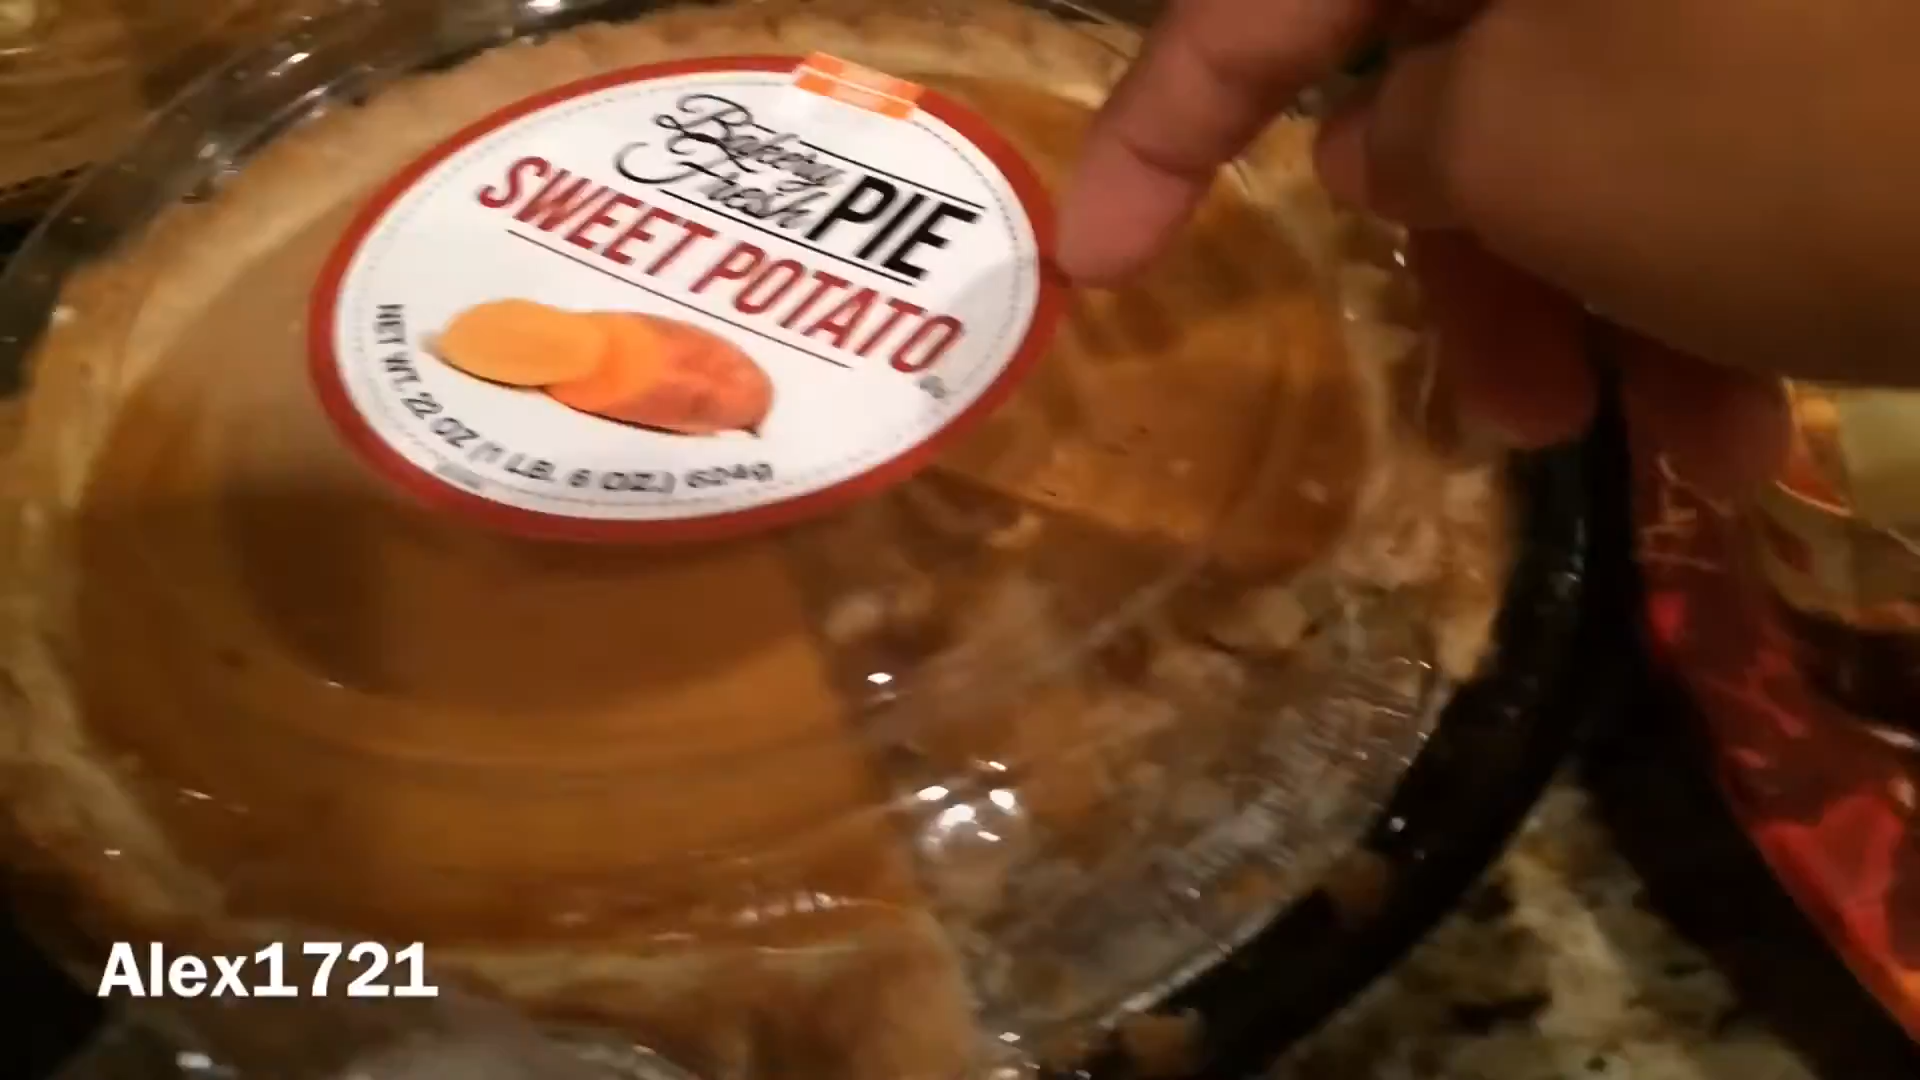 Bakery
Fresh PIE
SWEET POTATO
NET WT. 22 OZ (1 LB, 6 OZ.) 624g
Alex1721